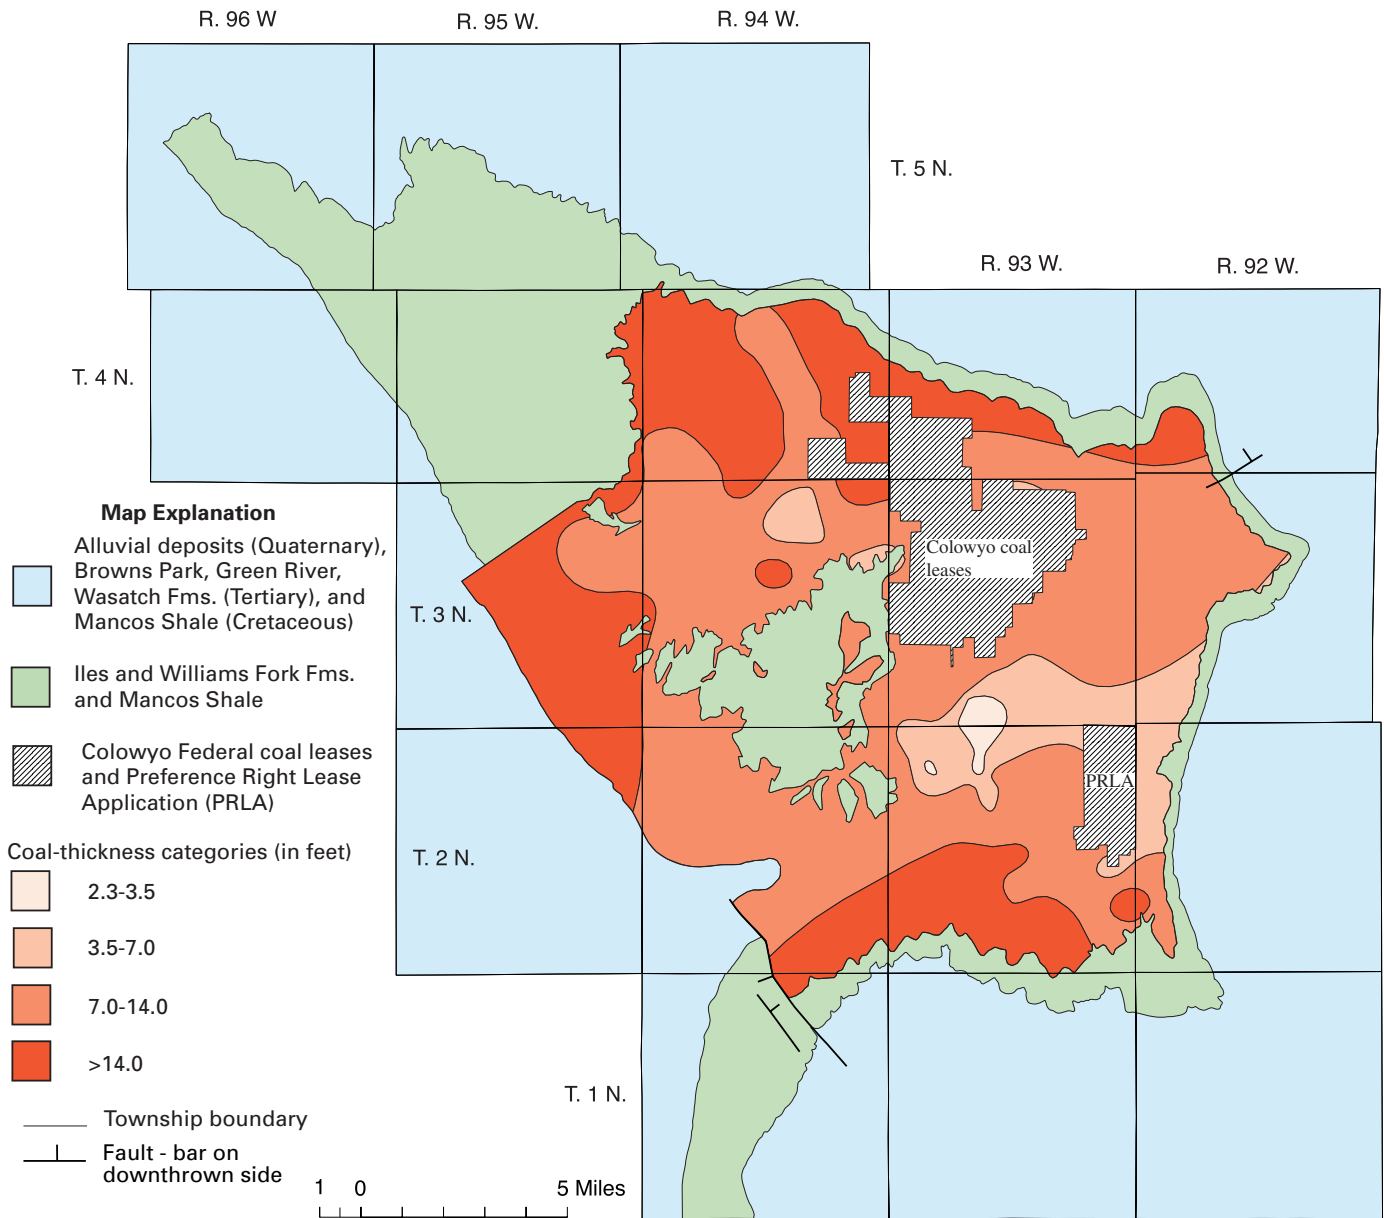 R. 96 W
R. 95 W.
R. 94 W.
T. 5 N.
R. 93 W.
R. 92 W.
T. 4 N.
Map Explanation
Alluvial deposits (Quaternary),
Browns Park, Green River,
Wasatch Fms. (Tertiary), and
Mancos Shale (Cretaceous)
Colowyo coal
leases
T. 3 N.
Iles and Williams Fork Fms.
and Mancos Shale
Colowyo Federal coal leases
and Preference Right Lease
Application (PRLA)
PRLA
Coal-thickness categories (in feet)
T. 2 N.
2.3-3.5
3.5-7.0
7.0-14.0
>14.0
T. 1 N.
Township boundary
Fault - bar on
downthrown side
1 0 5 Miles